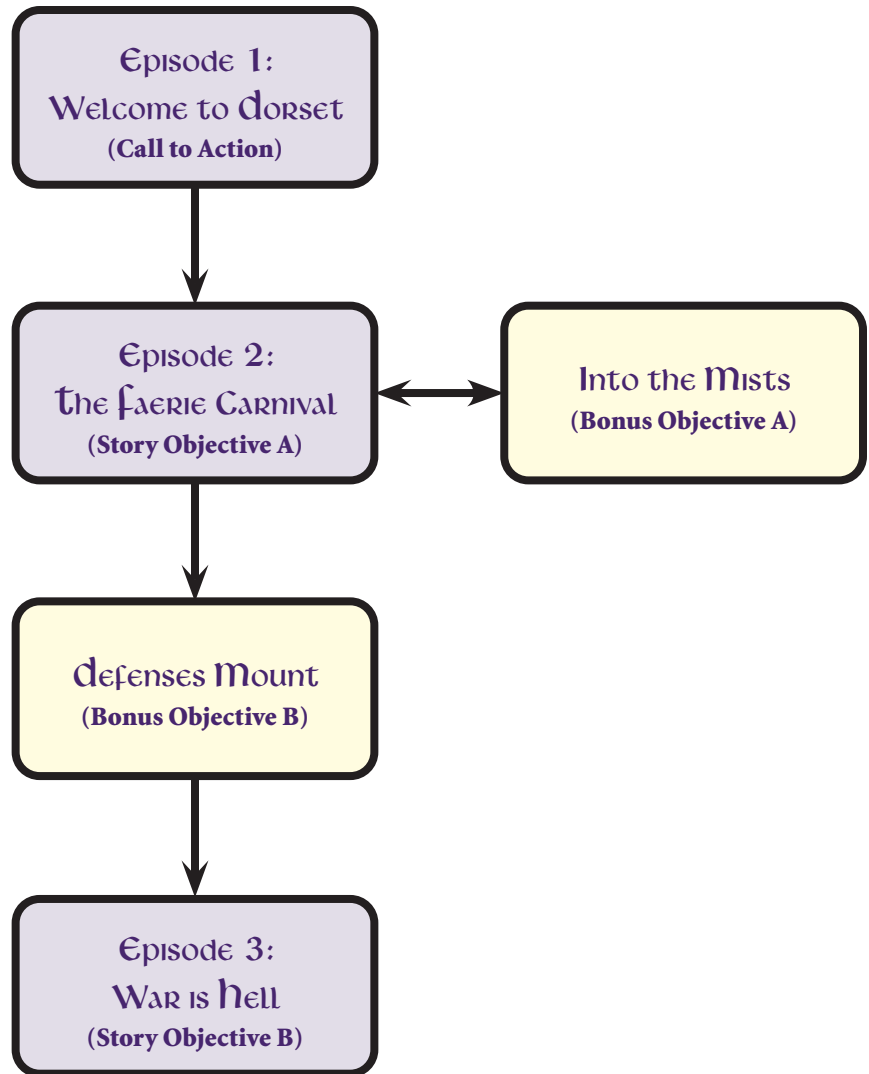 Episode 1:
Welcome to Dorset
(Call to Action)
Episode 2:
The Faerie Carnival
(Story Objective A)
Into the Mists
(Bonus Objective A)
Defenses Mount
(Bonus Objective B)
Episode 3:
War is Hell
(Story Objective B)